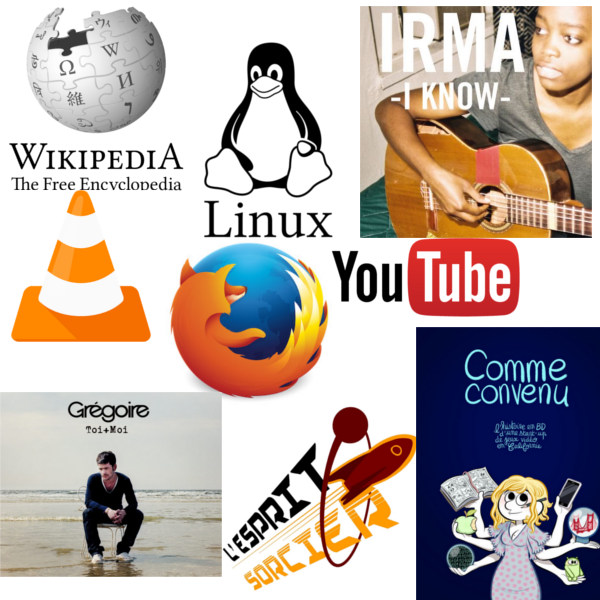 WIKIPEDIA
The Free Encyclopedia
Linux
IRMA
-I KNOW-
YouTube
Grégoire
Toi+Moi
L'ESPRIT
SORCIER
Comme
convenu
l'histoire en BD
d'une start-up
de jeux vidéo
en Californie